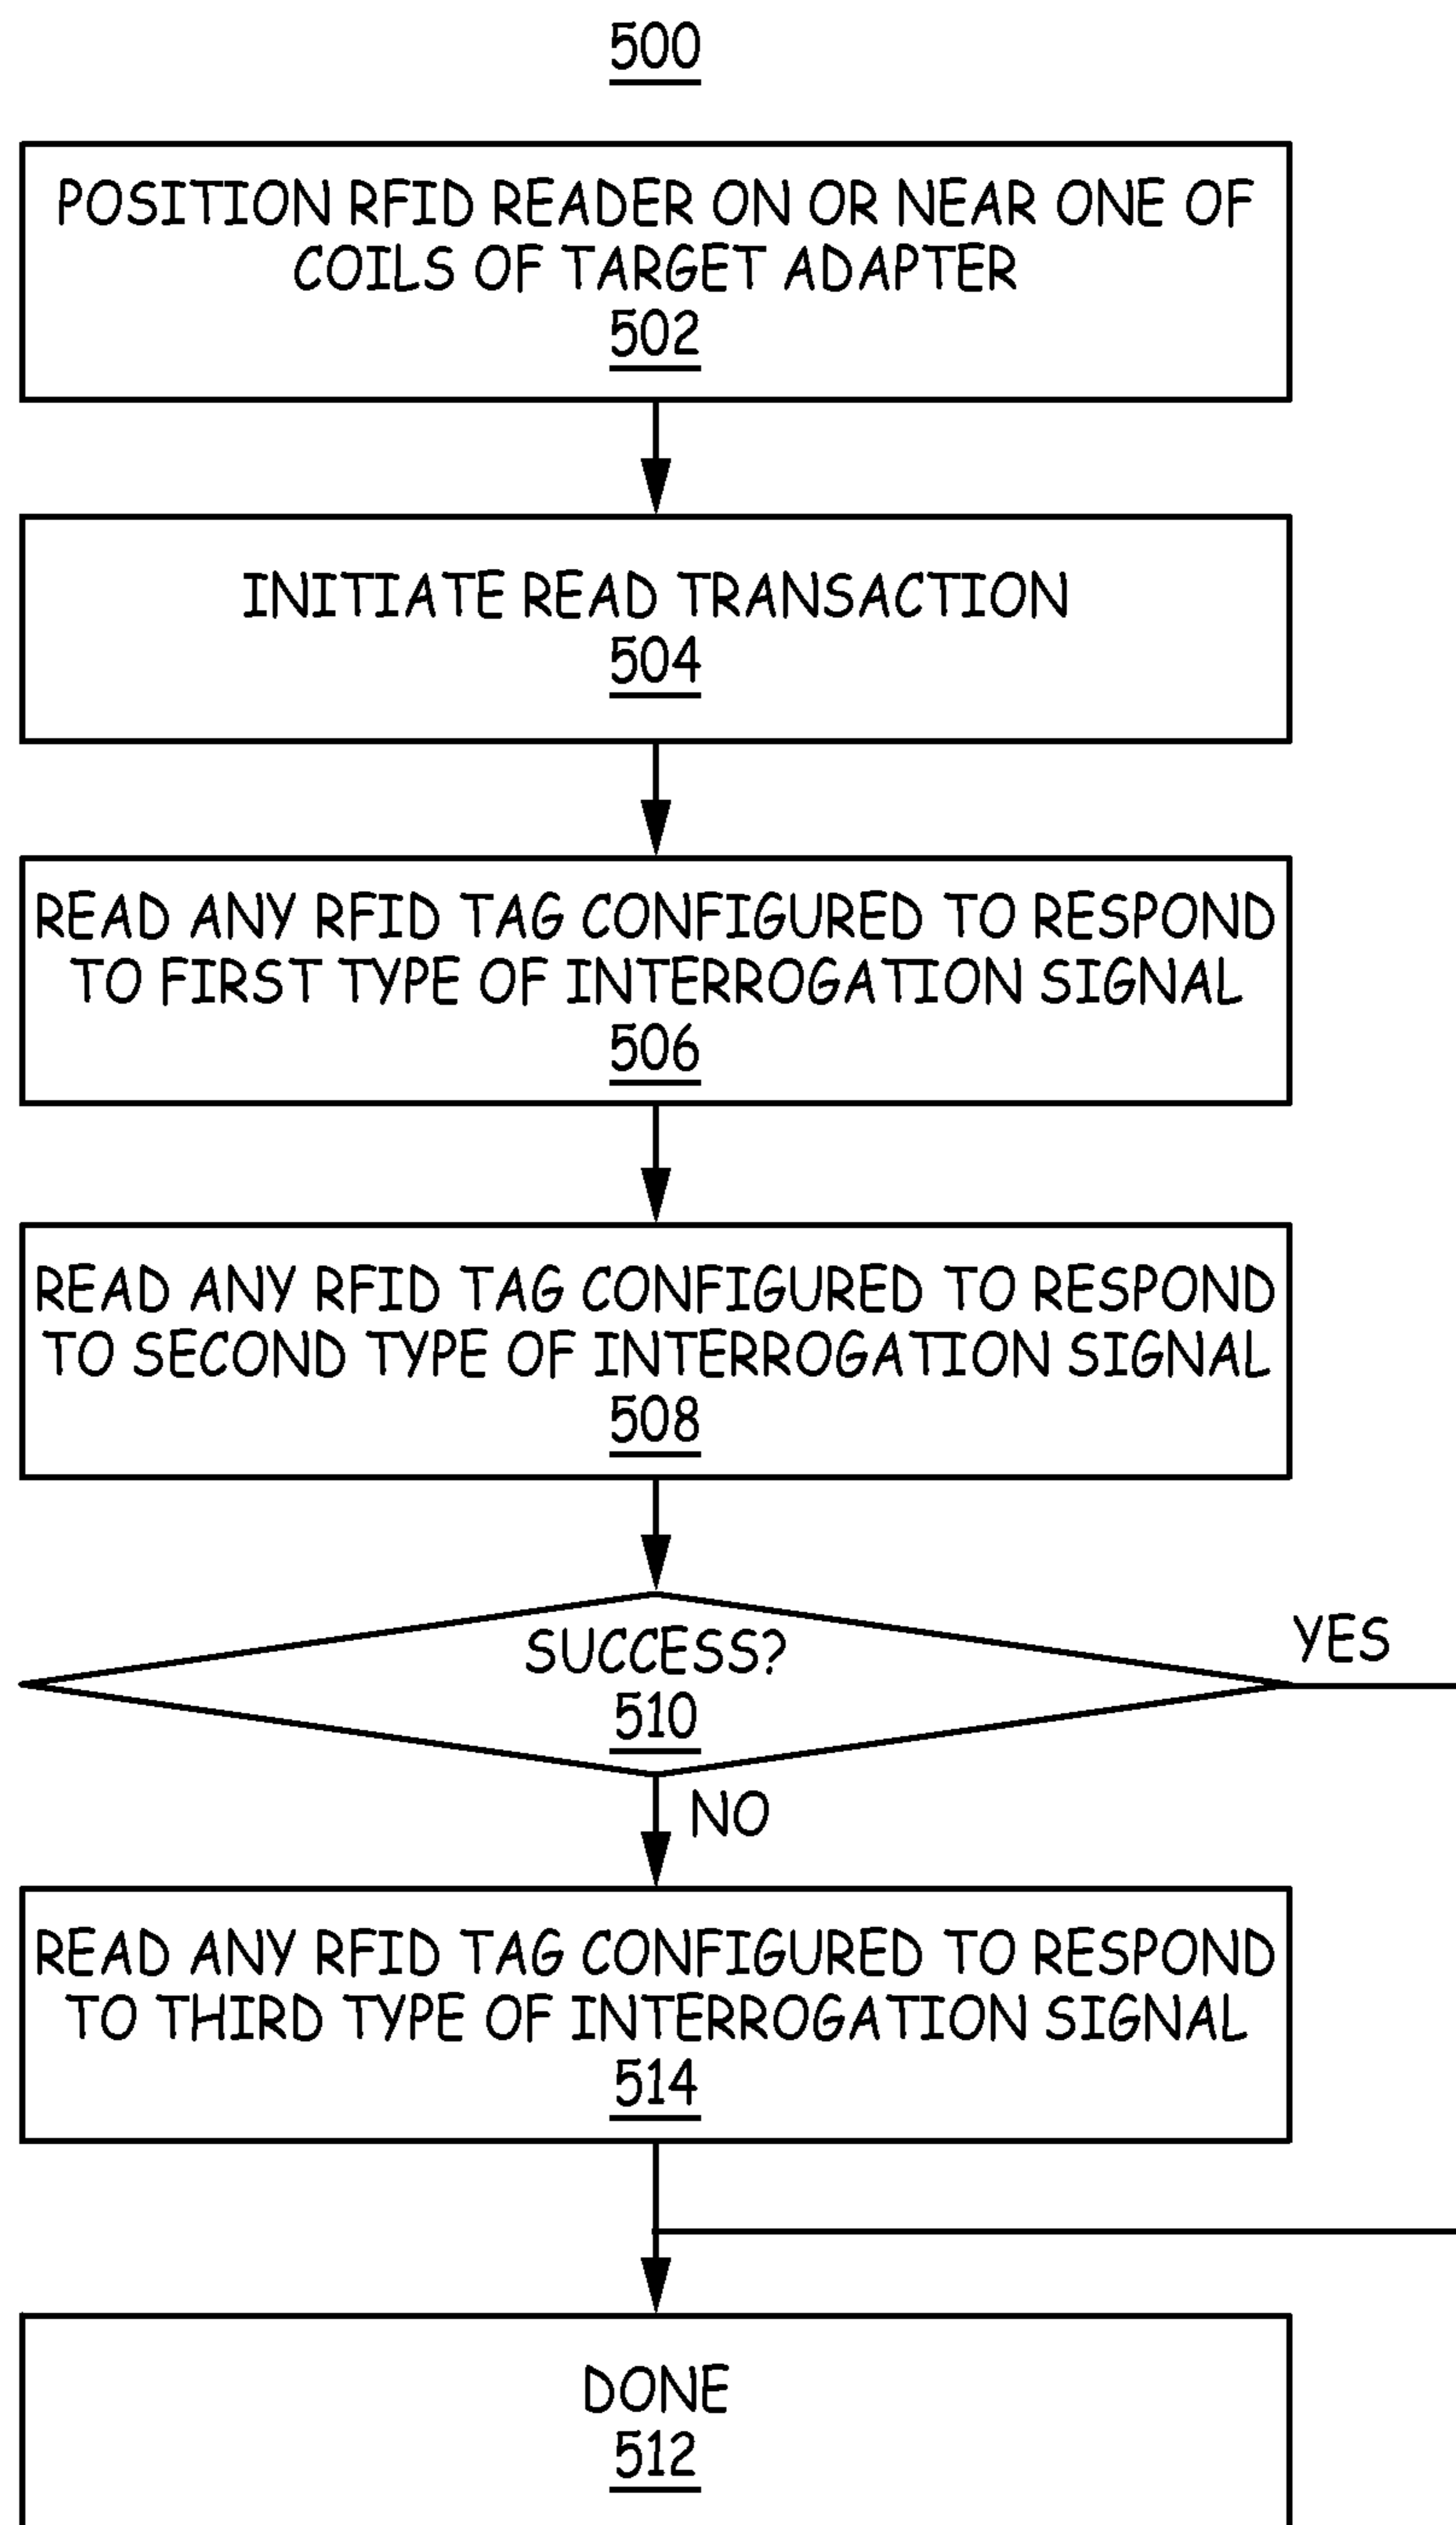 500
POSITION RFID READER ON OR NEAR ONE OF
COILS OF TARGET ADAPTER
502
INITIATE READ TRANSACTION
504
READ ANY RFID TAG CONFIGURED TO RESPOND
TO FIRST TYPE OF INTERROGATION SIGNAL
506
READ ANY RFID TAG CONFIGURED TO RESPOND
TO SECOND TYPE OF INTERROGATION SIGNAL
508
SUCCESS?
510
YES
NO
READ ANY RFID TAG CONFIGURED TO RESPOND
TO THIRD TYPE OF INTERROGATION SIGNAL
514
DONE
512